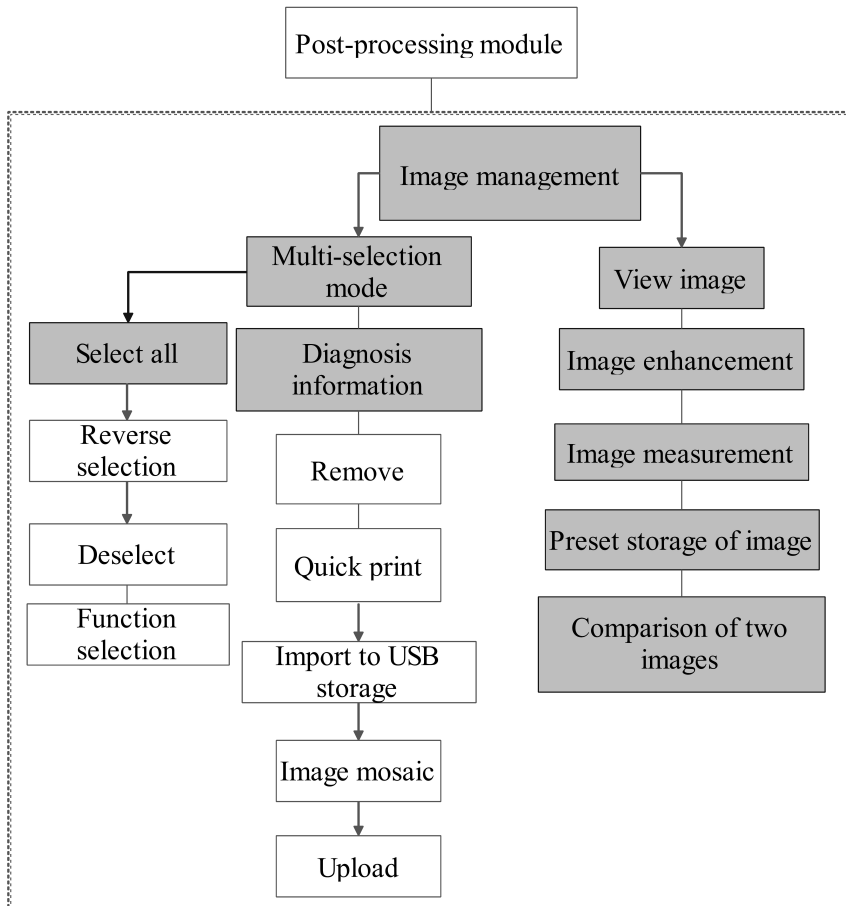 Post-processing module
Image management
Multi-selection
mode
View image
Select all
Diagnosis
information
Image enhancement
Reverse
selection
Remove
Image measurement
Deselect
Quick print
Preset storage of image
Function
selection
Import to USB
storage
Comparison of two
images
Image mosaic
Upload